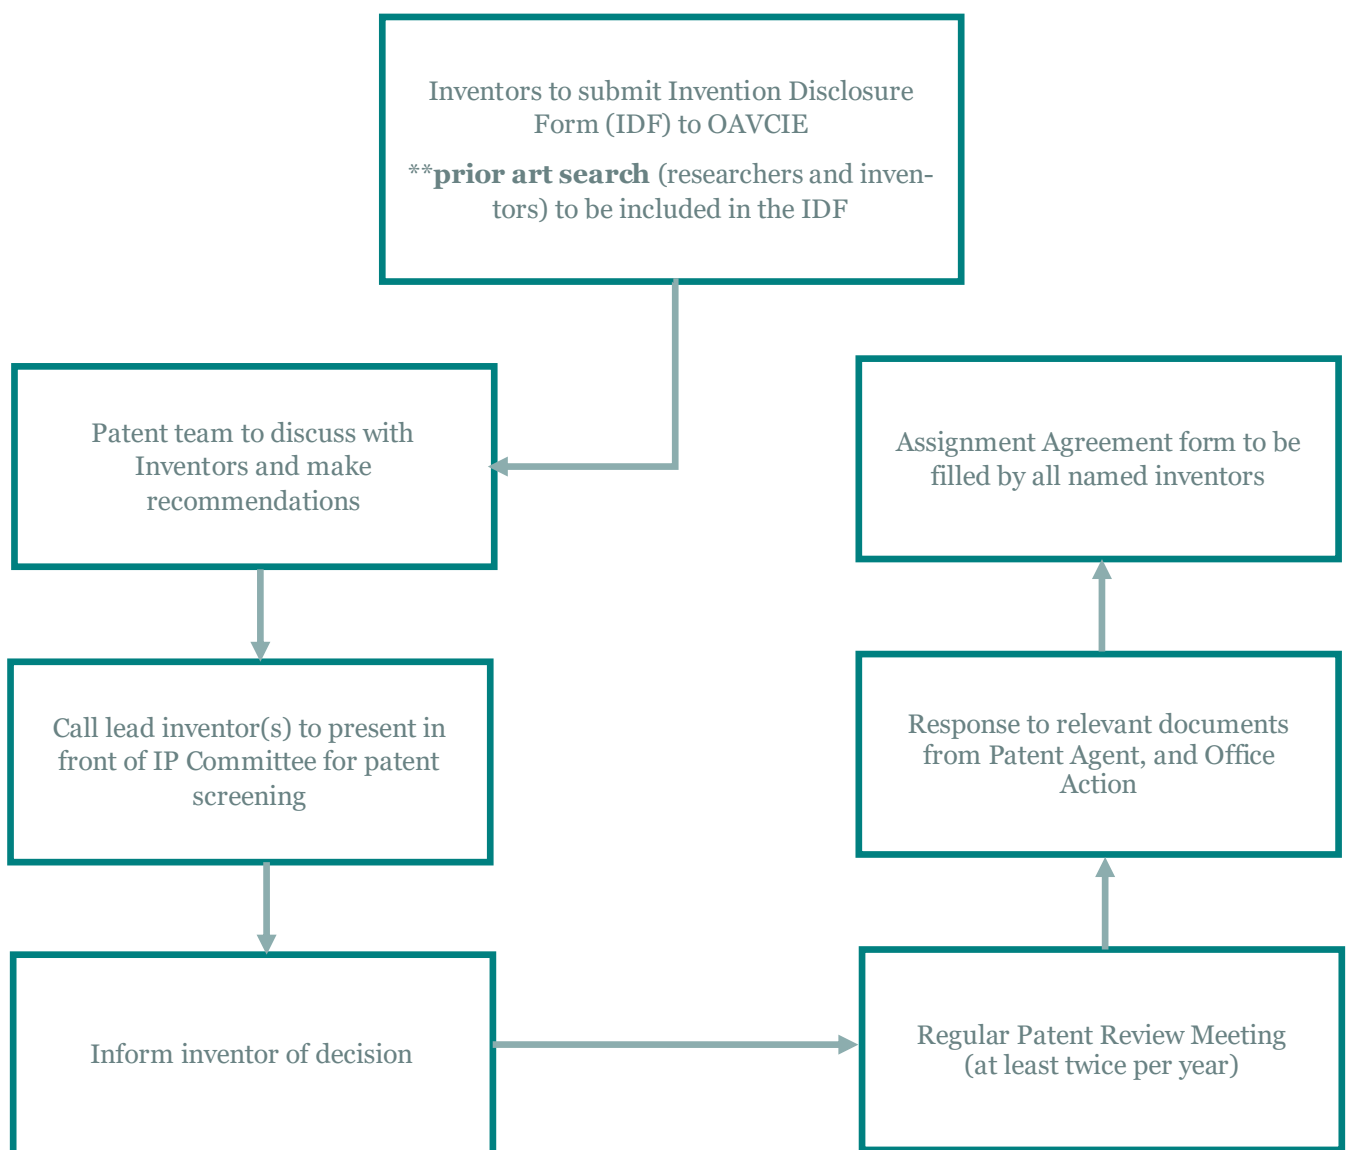 Inventors to submit Invention Disclosure
Form (IDF) to OAVCIE
**prior art search (researchers and inven-
tors) to be included in the IDF
Patent team to discuss with
Inventors and make
recommendations
Call lead inventor(s) to present in
front of IP Committee for patent
screening
Inform inventor of decision
Regular Patent Review Meeting
(at least twice per year)
Response to relevant documents
from Patent Agent, and Office
Action
Assignment Agreement form to be
filled by all named inventors